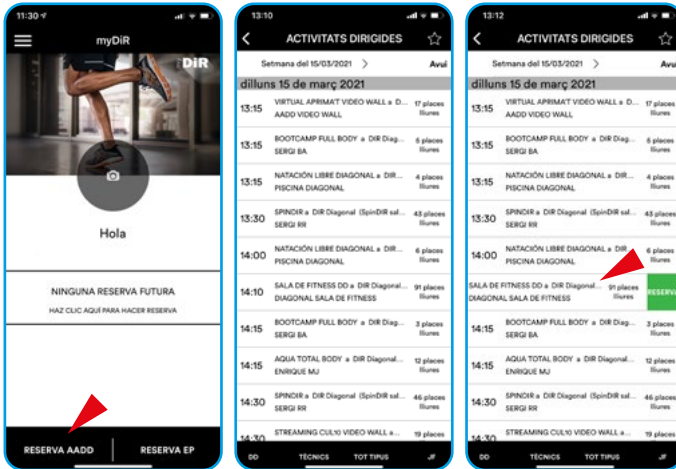 11:30
myDiR
DiR
Hola
NINGUNA RESERVA FUTURA
HAZ CLIC AQUÍ PARA HACER RESERVA
RESERVA AADD
RESERVA EP
13:10
ACTIVITATS DIRIGIDES
Setmana del 15/03/2021
Avui
dilluns 15 de març 2021
13:15 VIRTUAL APRIMA'T VIDEO WALL a D... 17 places
AADD VIDEO WALL lliures
13:15 BOOTCAMP FULL BODY a DIR Diag... 5 places
SERGI BA lliures
13:15 NATACIÓN LIBRE DIAGONAL a DIR... 4 places
PISCINA DIAGONAL lliures
13:30 SPINDIR a DIR Diagonal (SpinDIR sal... 43 places
SERGI RR lliures
14:00 NATACIÓN LIBRE DIAGONAL a DIR... 6 places
PISCINA DIAGONAL lliures
14:10 SALA DE FITNESS DD a DIR Diagonal... 91 places
DIAGONAL SALA DE FITNESS lliures
14:15 BOOTCAMP FULL BODY a DIR Diag... 3 places
SERGI BA lliures
14:15 AQUA TOTAL BODY a DIR Diagonal... 12 places
ENRIQUE MJ lliures
14:30 SPINDIR a DIR Diagonal (SpinDIR sal... 46 places
SERGI RR lliures
14:30 STREAMING CUL10 VIDEO WALL a... 19 places
DD TÈCNICS TOT TIPUS JF
13:12
ACTIVITATS DIRIGIDES
Setmana del 15/03/2021
Avui
dilluns 15 de març 2021
13:15 VIRTUAL APRIMA'T VIDEO WALL a D... 17 places
AADD VIDEO WALL lliures
13:15 BOOTCAMP FULL BODY a DIR Diag... 5 places
SERGI BA lliures
13:15 NATACIÓN LIBRE DIAGONAL a DIR... 4 places
PISCINA DIAGONAL lliures
13:30 SPINDIR a DIR Diagonal (SpinDIR sal... 43 places
SERGI RR lliures
14:00 NATACIÓN LIBRE DIAGONAL a DIR 6 places
PISCINA DIAGONAL lliures
SALA DE FITNESS DD a DIR Diagonal... 91 places RESERVA
DIAGONAL SALA DE FITNESS lliures
14:15 BOOTCAMP FULL BODY a DIR Diag... 3 places
SERGI BA lliures
14:15 AQUA TOTAL BODY a DIR Diagonal... 12 places
ENRIQUE MJ lliures
14:30 SPINDIR a DIR Diagonal (SpinDIR sal... 46 places
SERGI RR lliures
14:30 STREAMING CUL10 VIDEO WALL a... 19 places
DD TÈCNICS TOT TIPUS JF